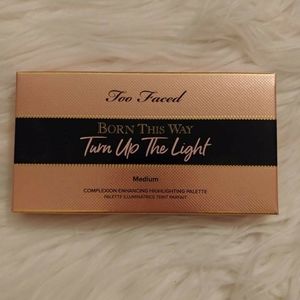 Too Faced
BORN THIS WAY
Turn Up The Light
Medium
COMPLEXION ENHANCING HIGHLIGHTING PALETTE
PALETTE ILLUMINATRICE TEINT PARFAIT